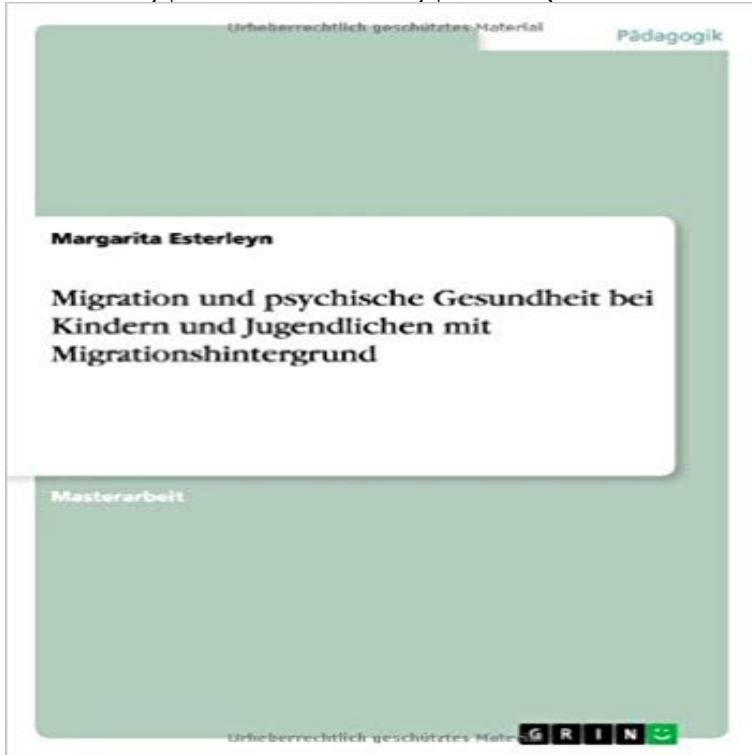 Urheberrechtlich geschütztes Material
Pädagogik
Margarita Esterleyn
Migration und psychische Gesundheit bei
Kindern und Jugendlichen mit
Migrationshintergrund
Masterarbeit
Urheberrechtlich geschütztes
GRIN